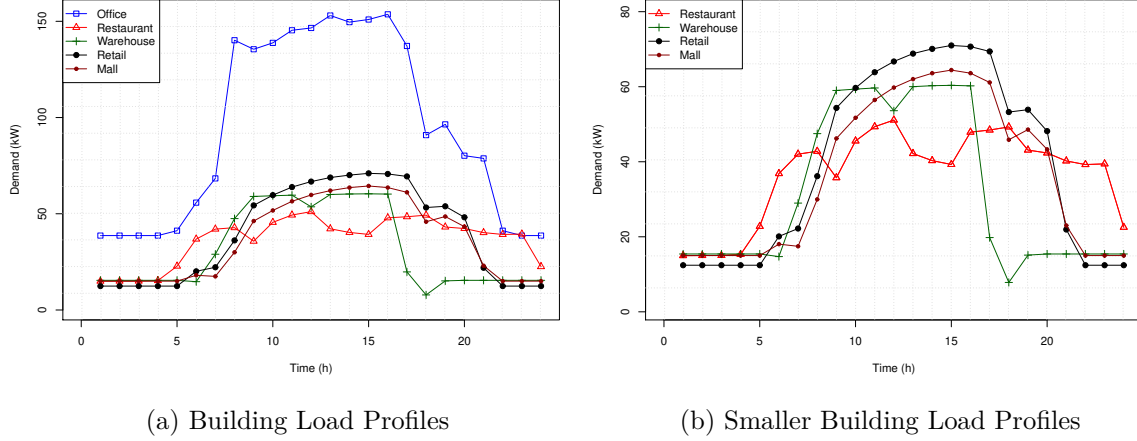 Office
Restaurant
Warehouse
Retail
Mall
0 50 100 150
Demand (kW)
0 5 10 15 20
Time (h)
(a) Building Load Profiles
Restaurant
Warehouse
Retail
Mall
0 20 40 60 80
Demand (kW)
0 5 10 15 20
Time (h)
(b) Smaller Building Load Profiles